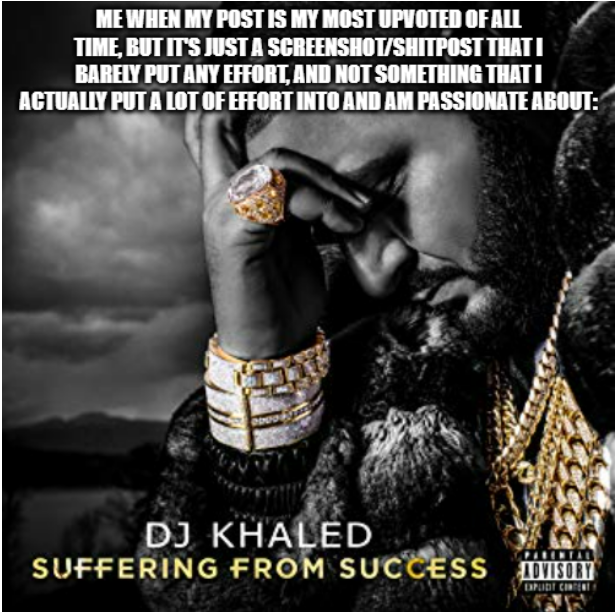 ME WHEN MY POST IS MY MOST UPVOTED OF ALL
TIME, BUT IT'S JUST A SCREENSHOT/SHITPOST THAT I
BARELY PUT ANY EFFORT, AND NOT SOMETHING THAT I
ACTUALLY PUT A LOT OF EFFORT INTO AND AM PASSIONATE ABOUT:
DJ KHALED
SUFFERING FROM SUCCESS
PARENTAL
ADVISORY
EXPLICIT CONTENT